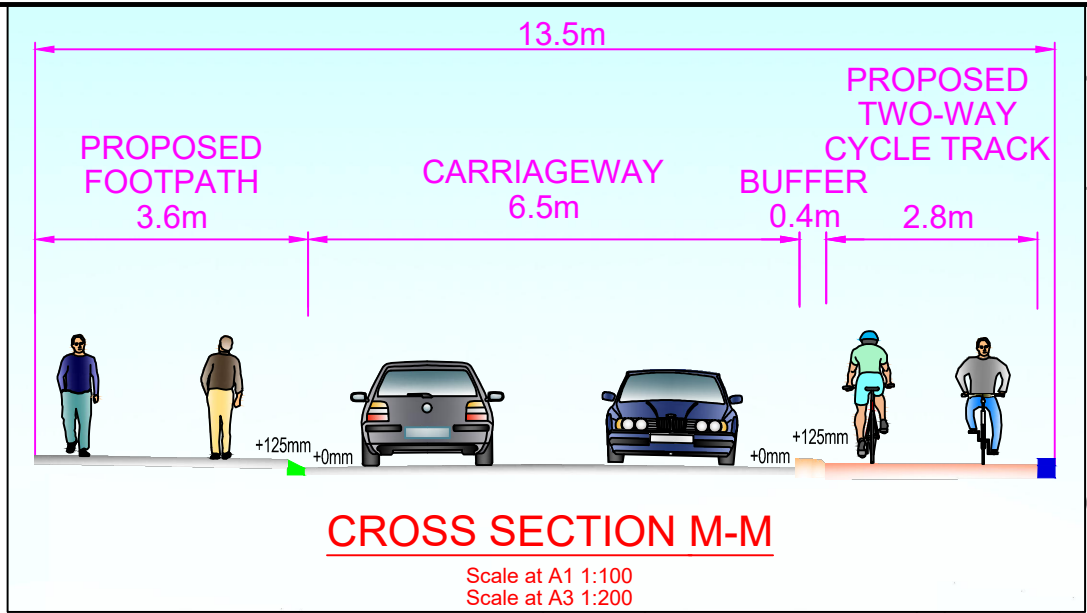 13.5m
PROPOSED
FOOTPATH
3.6m
CARRIAGEWAY
6.5m
BUFFER
0.4m
PROPOSED
TWO-WAY
CYCLE TRACK
2.8m
+125mm
+0mm
+0mm
+125mm
CROSS SECTION M-M
Scale at A1 1:100
Scale at A3 1:200